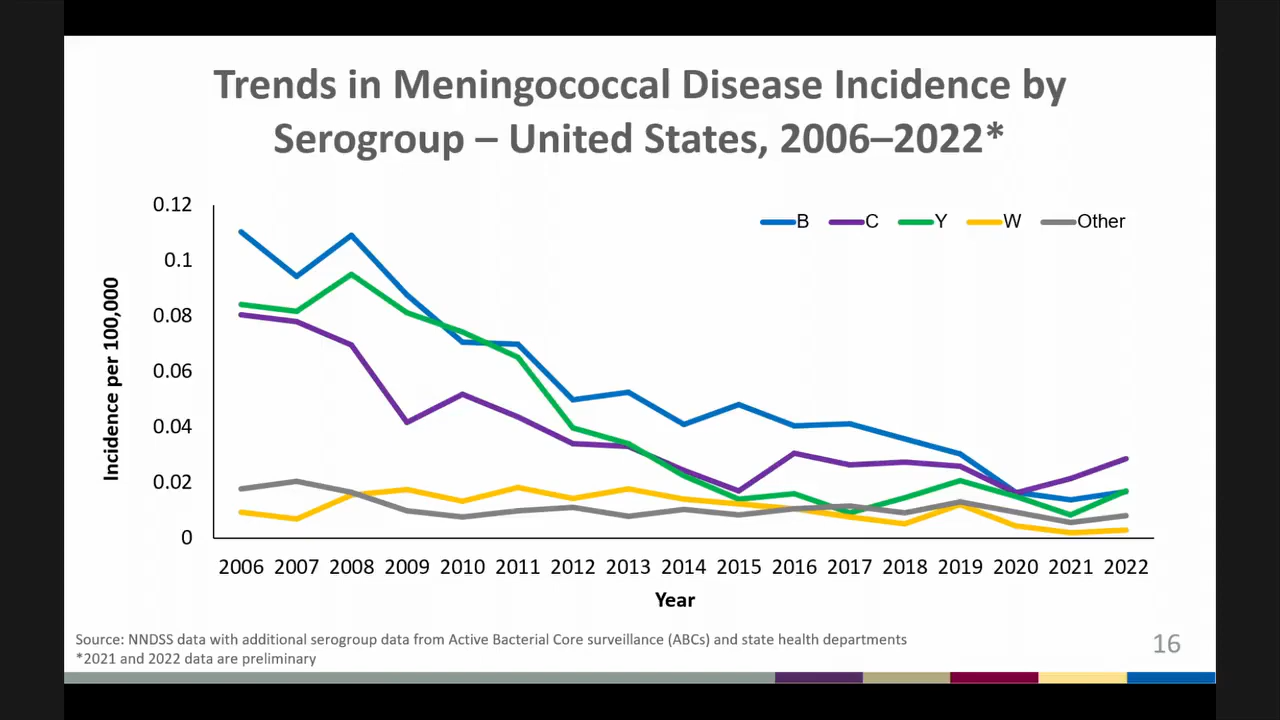 Trends in Meningococcal Disease Incidence by
Serogroup – United States, 2006–2022*
B C Y W Other
Incidence per 100,000
0.12
0.1
0.08
0.06
0.04
0.02
0
2006 2007 2008 2009 2010 2011 2012 2013 2014 2015 2016 2017 2018 2019 2020 2021 2022
Year
Source: NNDSS data with additional serogroup data from Active Bacterial Core surveillance (ABCs) and state health departments
*2021 and 2022 data are preliminary
16